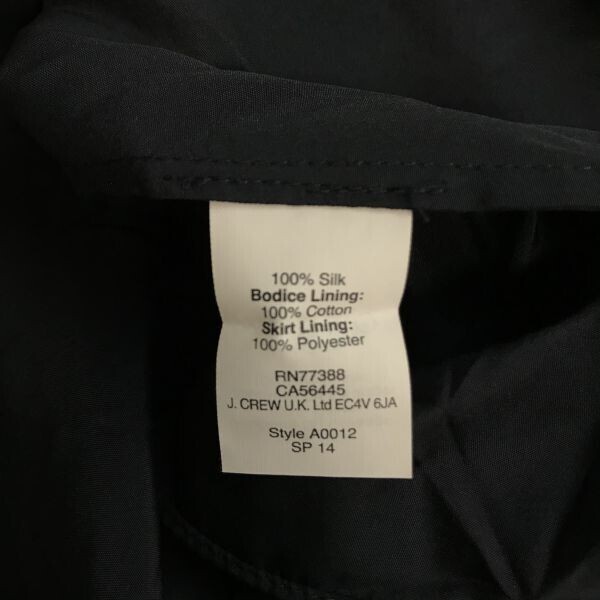 100% Silk
Bodice Lining:
100% Cotton
Skirt Lining:
100% Polyester
RN77388
CA56445
J. CREW U.K. Ltd EC4V 6JA
Style A0012
SP 14